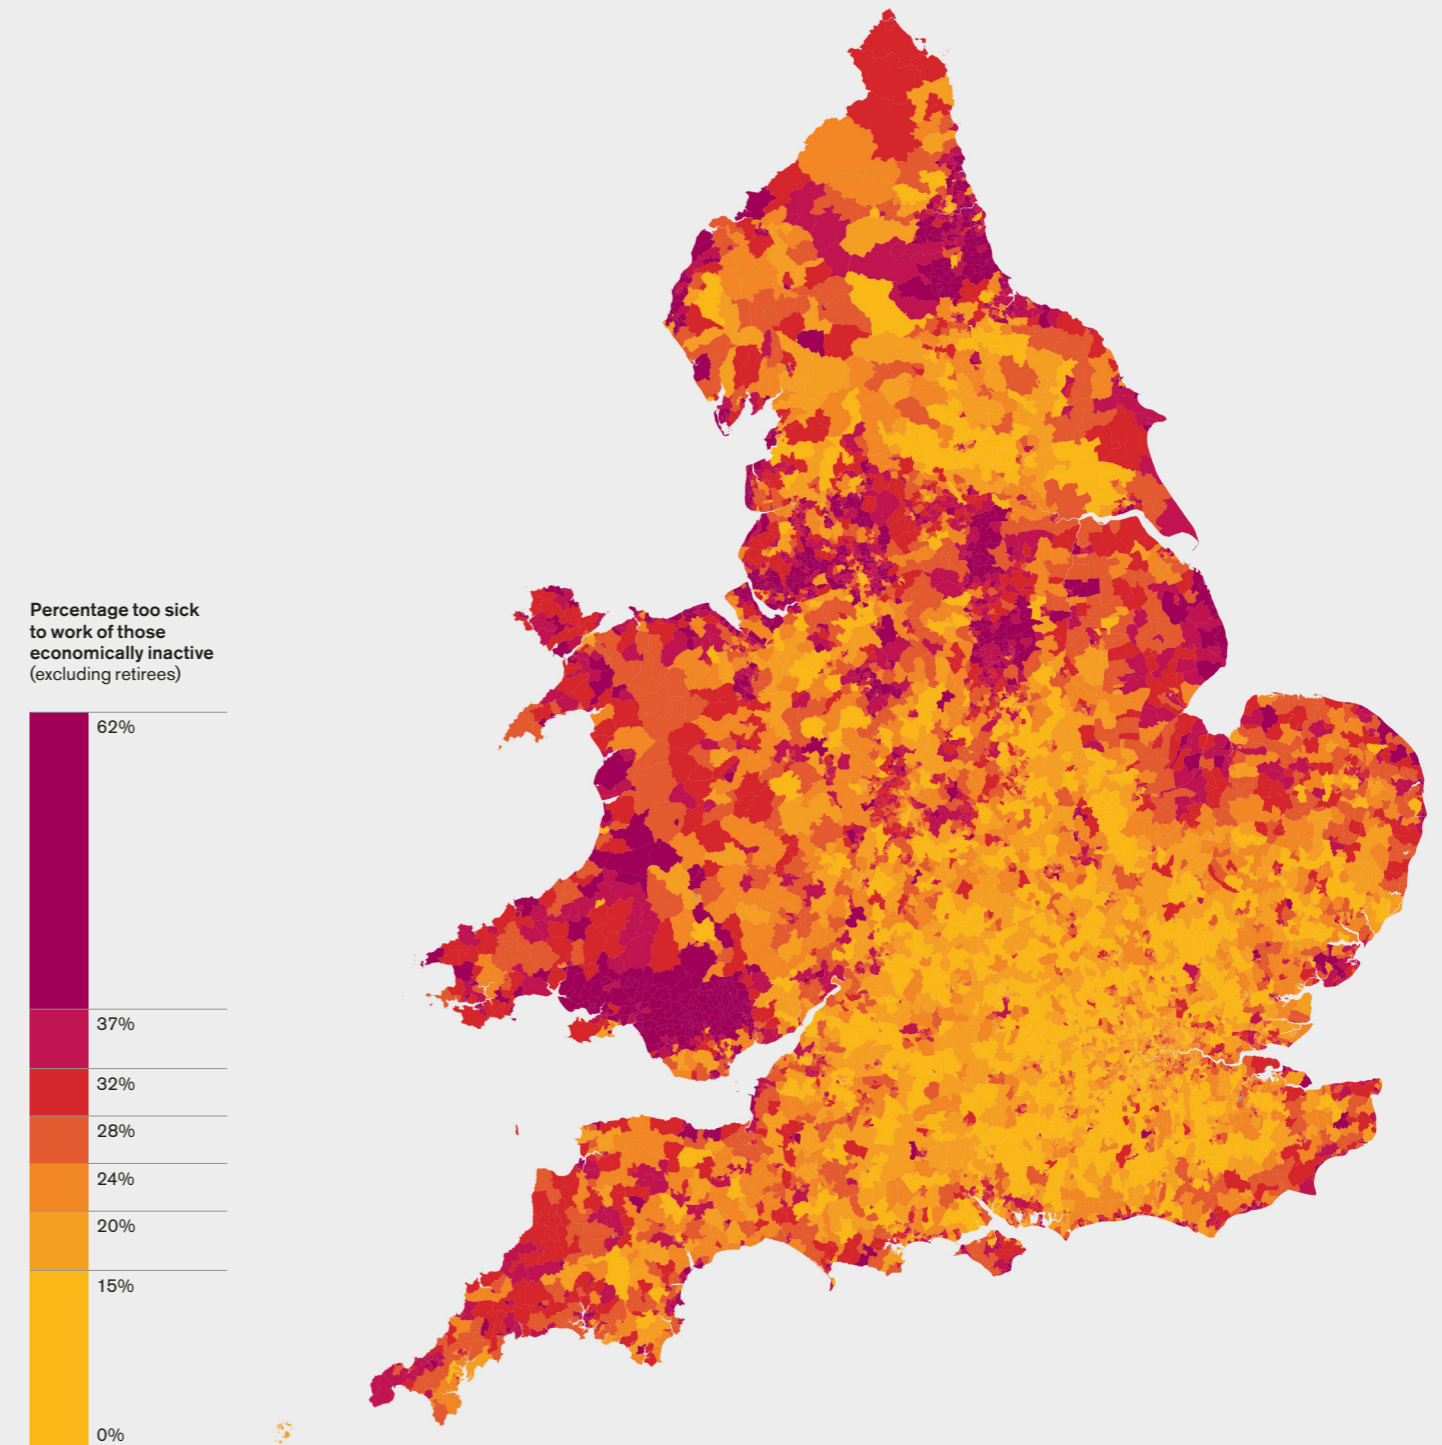 Percentage too sick
to work of those
economically inactive
(excluding retirees)
62%
37%
32%
28%
24%
20%
15%
0%